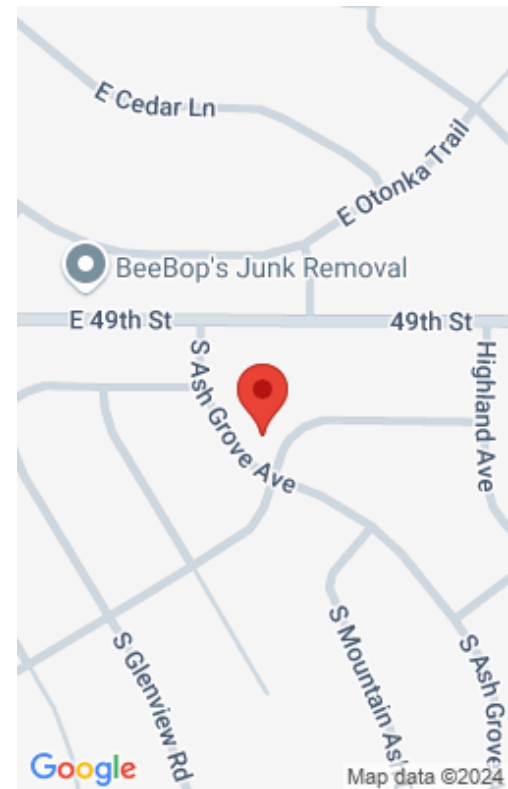 E Cedar Ln
E Otonka Trail
BeeBop's Junk Removal
E 49th St
49th St
S Ash Grove Ave
Highland Ave
S Glenview Rd
S Mountain Ash
S Ash Grove
Google
Map data ©2024